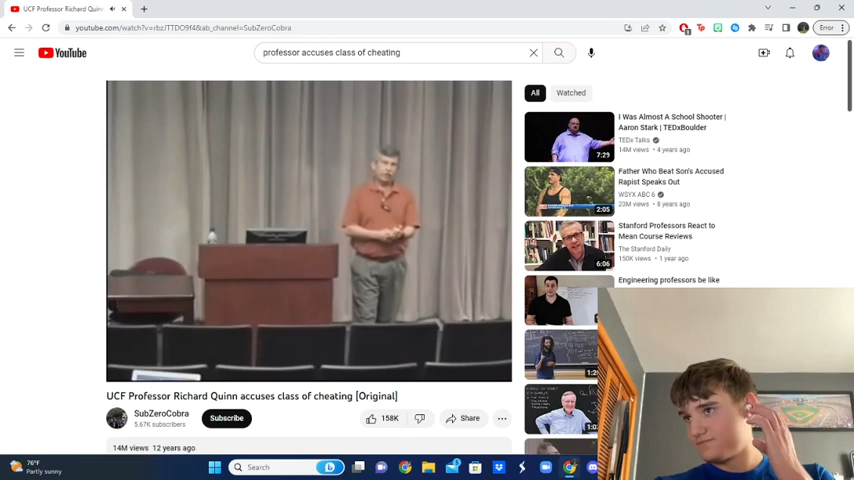 UCF Professor Richard Quinn
youtube.com/watch?v=rbzJTTDO9f4&ab_channel=SubZeroCobra
Error
YouTube
professor accuses class of cheating
All
Watched
I Was Almost A School Shooter |
Aaron Stark | TEDxBoulder
TED Talks
14M views • 4 years ago
7:29
Father Who Beat Son's Accused
Rapist Speaks Out
WSYX ABC 6
23M views • 8 years ago
2:05
Stanford Professors React to
Mean Course Reviews
The Stanford Daily
150K views • 1 year ago
6:06
Engineering professors be like
UCF Professor Richard Quinn accuses class of cheating [Original]
SubZeroCobra
5.67K subscribers
Subscribe
158K
Share
14M views 12 years ago
76°F
Partly sunny
Search